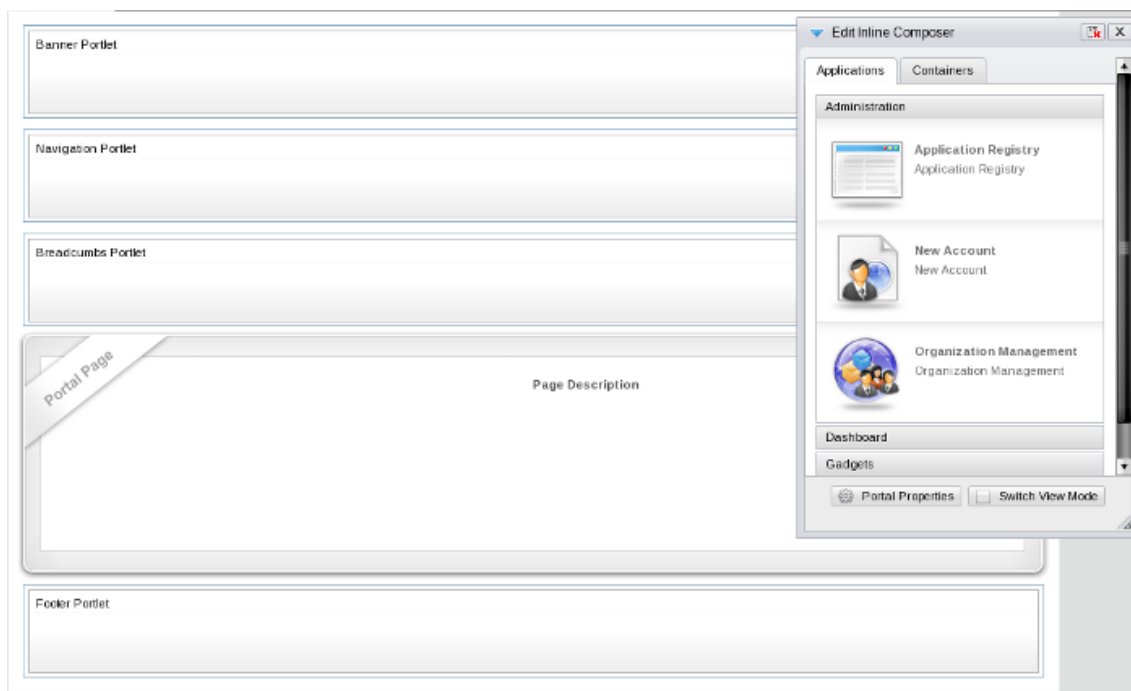 Banner Portlet
Navigation Portlet
Breadcumbs Portlet
Portal Page
Page Description
Footer Portlet
Edit Inline Composer
Applications
Containers
Administration
Application Registry
Application Registry
New Account
New Account
Organization Management
Organization Management
Dashboard
Gadgets
Portal Properties
Switch View Mode